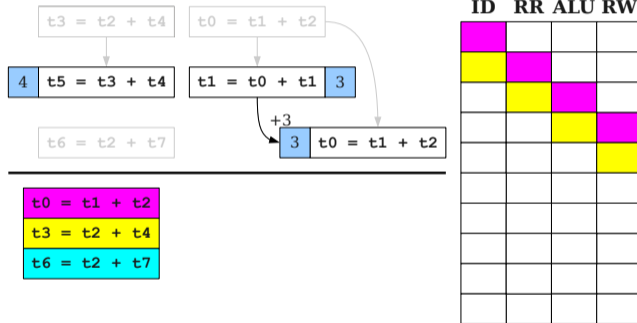 ID RR ALU RW
t3 = t2 + t4
t0 = t1 + t2
4 t5 = t3 + t4
t1 = t0 + t1 3
+3
t6 = t2 + t7
3 t0 = t1 + t2
t0 = t1 + t2
t3 = t2 + t4
t6 = t2 + t7